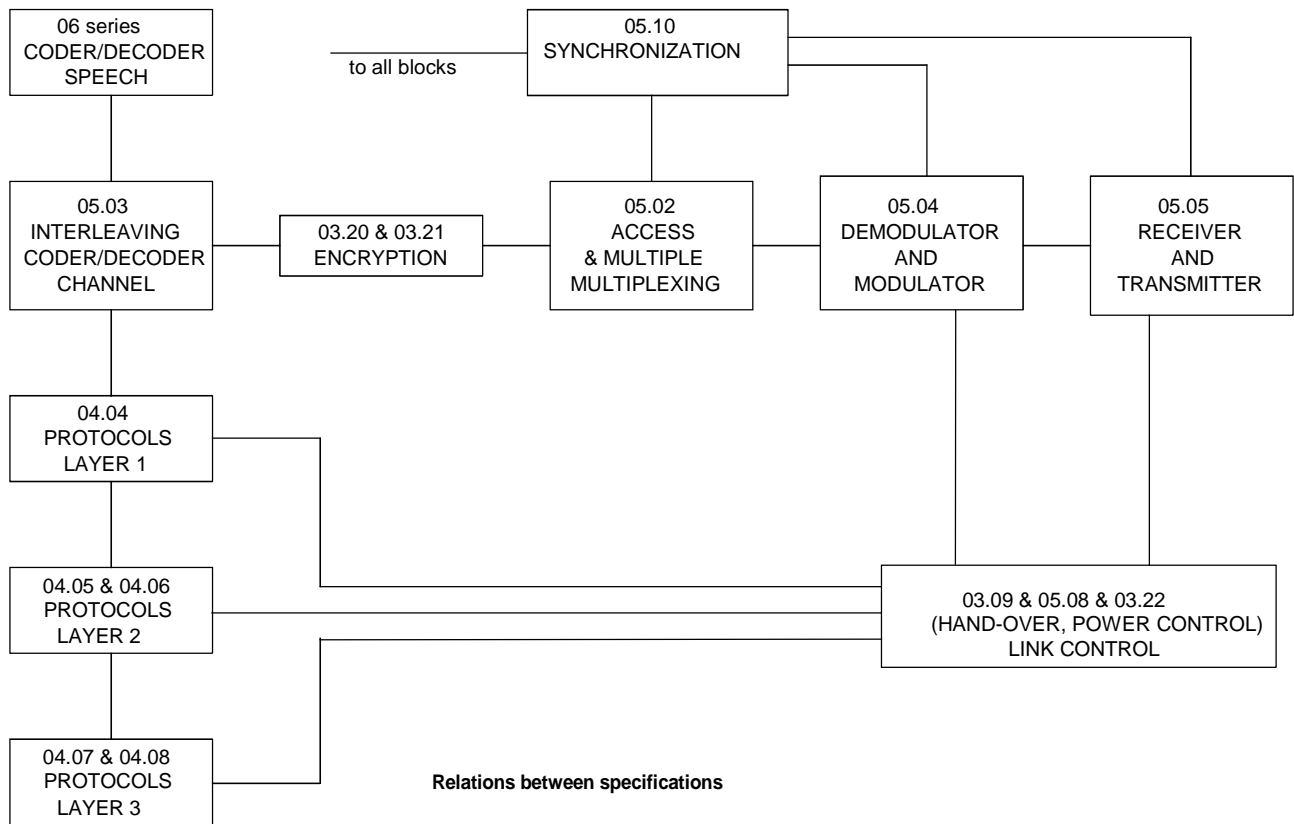 06 series
CODER/DECODER
SPEECH
to all blocks
05.10
SYNCHRONIZATION
05.03
INTERLEAVING
CODER/DECODER
CHANNEL
03.20 & 03.21
ENCRYPTION
05.02
ACCESS
& MULTIPLE
MULTIPLEXING
05.04
DEMODULATOR
AND
MODULATOR
05.05
RECEIVER
AND
TRANSMITTER
04.04
PROTOCOLS
LAYER 1
04.05 & 04.06
PROTOCOLS
LAYER 2
03.09 & 05.08 & 03.22
(HAND-OVER, POWER CONTROL)
LINK CONTROL
04.07 & 04.08
PROTOCOLS
LAYER 3
Relations between specifications